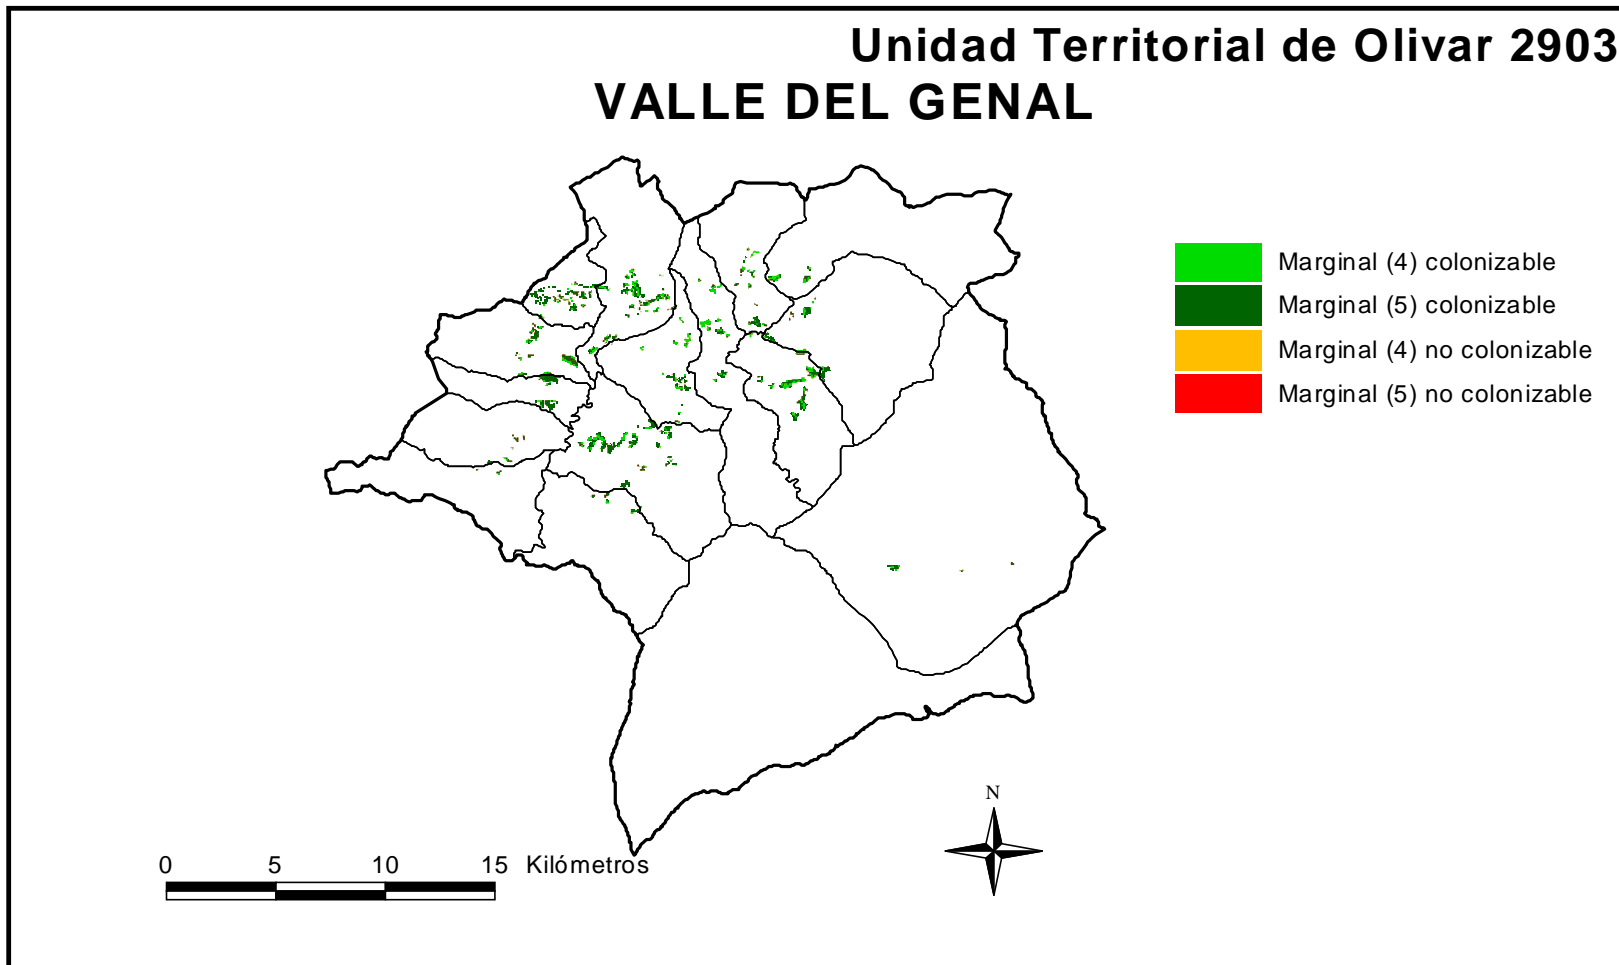 Unidad Territorial de Olivar 2903
VALLE DEL GENAL
Marginal (4) colonizable
Marginal (5) colonizable
Marginal (4) no colonizable
Marginal (5) no colonizable
N
0 5 10 15 Kilómetros